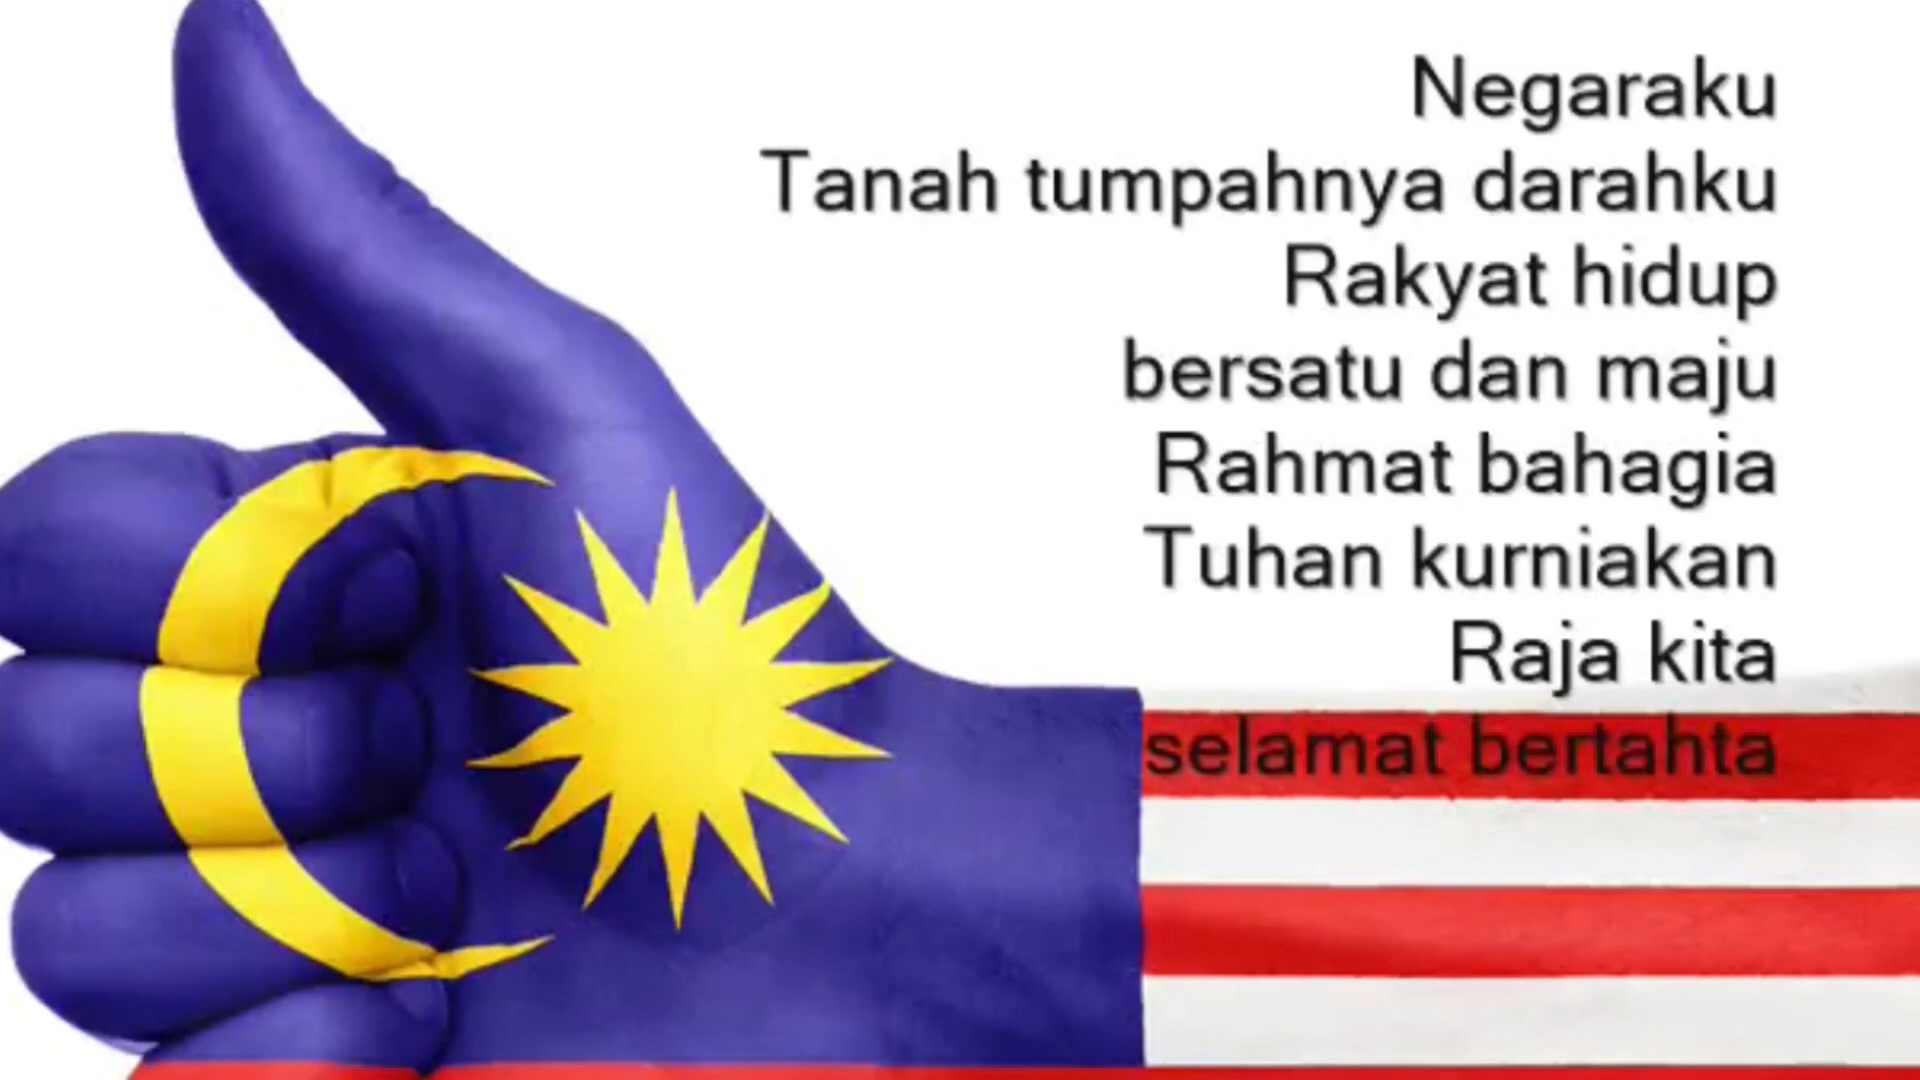 Negaraku
Tanah tumpahnya darahku
Rakyat hidup
bersatu dan maju
Rahmat bahagia
Tuhan kurniakan
Raja kita
selamat bertahta